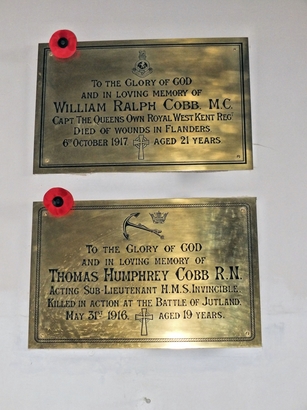 To the Glory of GOD
and in loving memory of
William Ralph Cobb. M.C.
Capt The Queens Own Royal West Kent Regt
Died of wounds in Flanders
6th October 1917 aged 21 years.
To the Glory of GOD
and in loving memory of
Thomas Humphrey Cobb R.N.
Acting Sub-Lieutenant H.M.S. Invincible.
Killed in action at the Battle of Jutland.
May 31st 1916. aged 19 years.